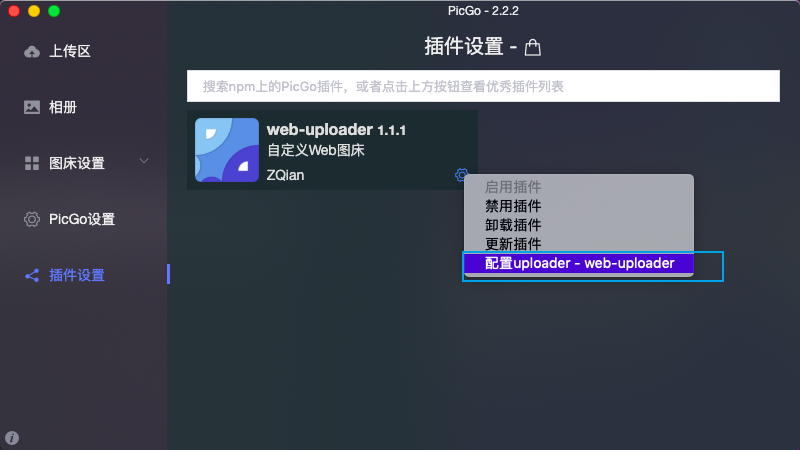 PicGo - 2.2.2
上传区
相册
图床设置
PicGo设置
插件设置
插件设置 -
搜索npm上的PicGo插件，或者点击上方按钮查看优秀插件列表
web-uploader 1.1.1
自定义Web图床
ZQian
启用插件
禁用插件
卸载插件
更新插件
配置uploader - web-uploader